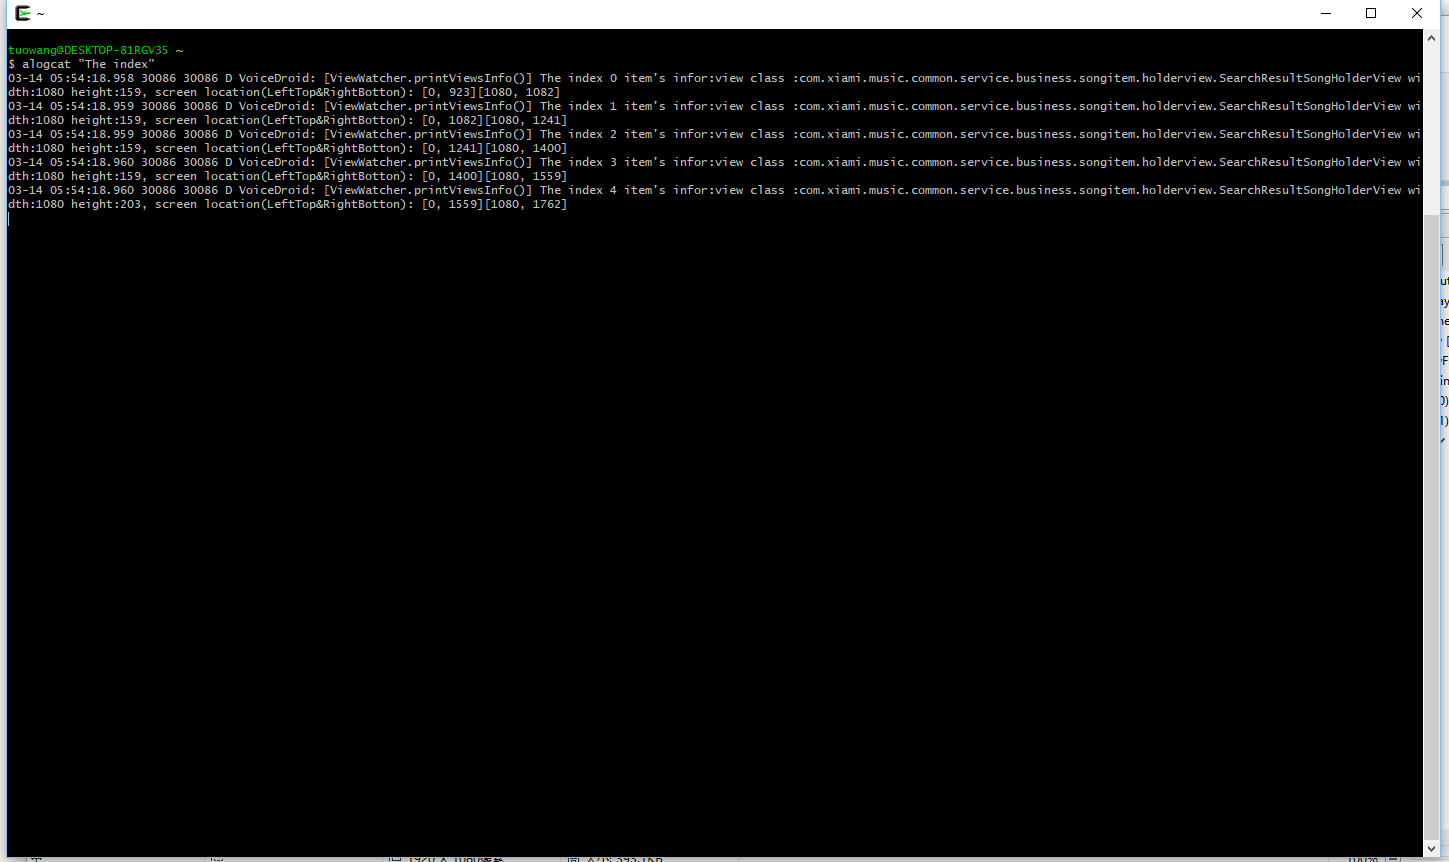 ~
tuowang@DESKTOP-81RGV35 ~
$ alogcat "The index"
03-14 05:54:18.958 30086 30086 D VoiceDroid: [ViewWatcher.printViewsInfo()] The index 0 item's infor:view class :com.xiami.music.common.service.business.songitem.holderview.SearchResultSongHolderView wi
dth:1080 height:159, screen location(LeftTop&RightBotton): [0, 923][1080, 1082]
03-14 05:54:18.959 30086 30086 D VoiceDroid: [ViewWatcher.printViewsInfo()] The index 1 item's infor:view class :com.xiami.music.common.service.business.songitem.holderview.SearchResultSongHolderView wi
dth:1080 height:159, screen location(LeftTop&RightBotton): [0, 1082][1080, 1241]
03-14 05:54:18.959 30086 30086 D VoiceDroid: [ViewWatcher.printViewsInfo()] The index 2 item's infor:view class :com.xiami.music.common.service.business.songitem.holderview.SearchResultSongHolderView wi
dth:1080 height:159, screen location(LeftTop&RightBotton): [0, 1241][1080, 1400]
03-14 05:54:18.960 30086 30086 D VoiceDroid: [ViewWatcher.printViewsInfo()] The index 3 item's infor:view class :com.xiami.music.common.service.business.songitem.holderview.SearchResultSongHolderView wi
dth:1080 height:159, screen location(LeftTop&RightBotton): [0, 1400][1080, 1559]
03-14 05:54:18.960 30086 30086 D VoiceDroid: [ViewWatcher.printViewsInfo()] The index 4 item's infor:view class :com.xiami.music.common.service.business.songitem.holderview.SearchResultSongHolderView wi
dth:1080 height:203, screen location(LeftTop&RightBotton): [0, 1559][1080, 1762]